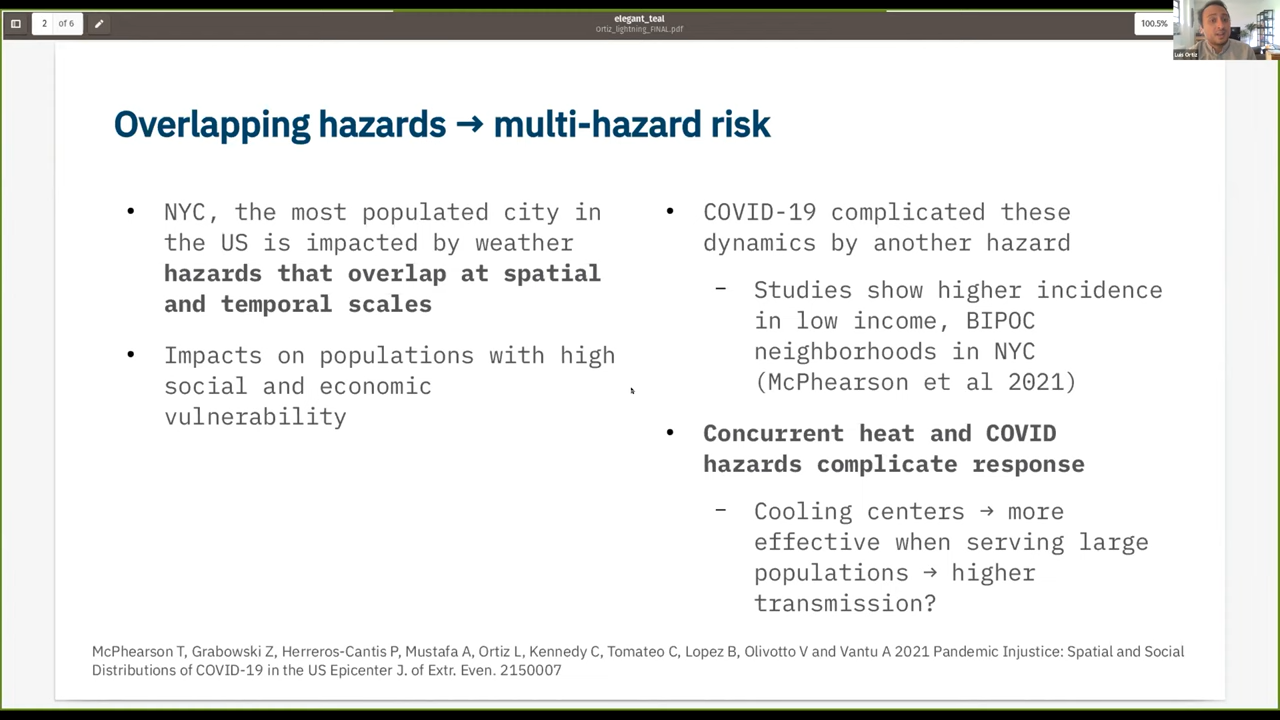 2 of 6
elegant_teal
Ortiz_lightning_FINAL.pdf
100.5%
Luis Ortiz
Overlapping hazards → multi-hazard risk
• NYC, the most populated city in
the US is impacted by weather
hazards that overlap at spatial
and temporal scales
• Impacts on populations with high
social and economic
vulnerability
• COVID-19 complicated these
dynamics by another hazard
– Studies show higher incidence
in low income, BIPOC
neighborhoods in NYC
(McPhearson et al 2021)
• Concurrent heat and COVID
hazards complicate response
– Cooling centers → more
effective when serving large
populations → higher
transmission?
McPhearson T, Grabowski Z, Herreros-Cantis P, Mustafa A, Ortiz L, Kennedy C, Tomateo C, Lopez B, Olivotto V and Vantu A 2021 Pandemic Injustice: Spatial and Social
Distributions of COVID-19 in the US Epicenter J. of Extr. Even. 2150007